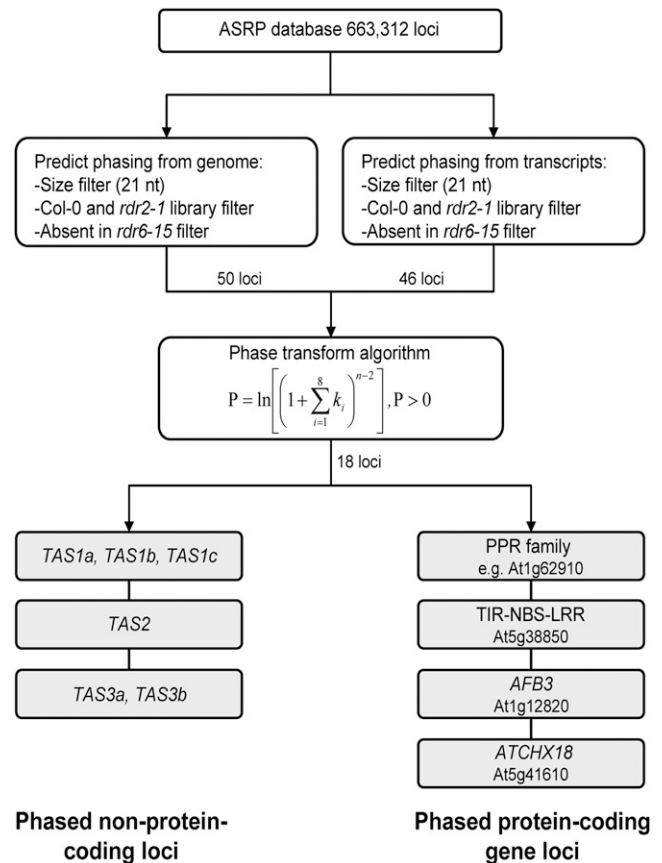 ASRP database 663,312 loci
Predict phasing from genome:
-Size filter (21 nt)
-Col-0 and rdr2-1 library filter
-Absent in rdr6-15 filter
Predict phasing from transcripts:
-Size filter (21 nt)
-Col-0 and rdr2-1 library filter
-Absent in rdr6-15 filter
50 loci
46 loci
Phase transform algorithm
P = ln[(1+∑_{i=1}^{8} k_i)^{n-2}], P > 0
18 loci
TAS1a, TAS1b, TAS1c
TAS2
TAS3a, TAS3b
Phased non-protein-
coding loci
PPR family
e.g. At1g62910
TIR-NBS-LRR
At5g38850
AFB3
At1g12820
ATCHX18
At5g41610
Phased protein-coding
gene loci